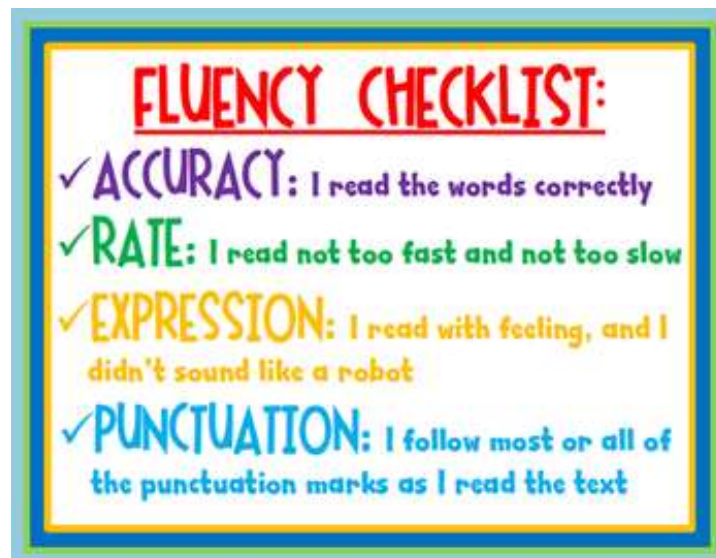 FLUENCY CHECKLIST:
✓ACCURACY: I read the words correctly
✓RATE: I read not too fast and not too slow
✓EXPRESSION: I read with feeling, and I
didn't sound like a robot
✓PUNCTUATION: I follow most or all of
the punctuation marks as I read the text